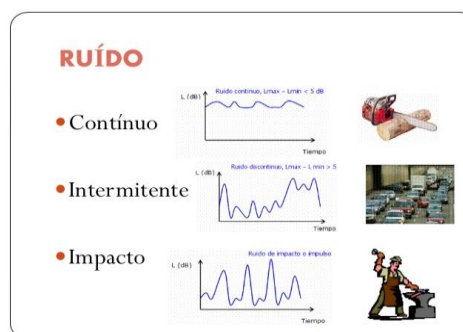 RUÍDO
• Contínuo
Ruido continuo, Lmax – Lmin < 5 dB
L (dB)
Tiempo
• Intermitente
Ruido discontinuo, Lmax – L min > 5
L (dB)
Tiempo
• Impacto
Ruido de impacto o impulso
L (dB)
Tiempo